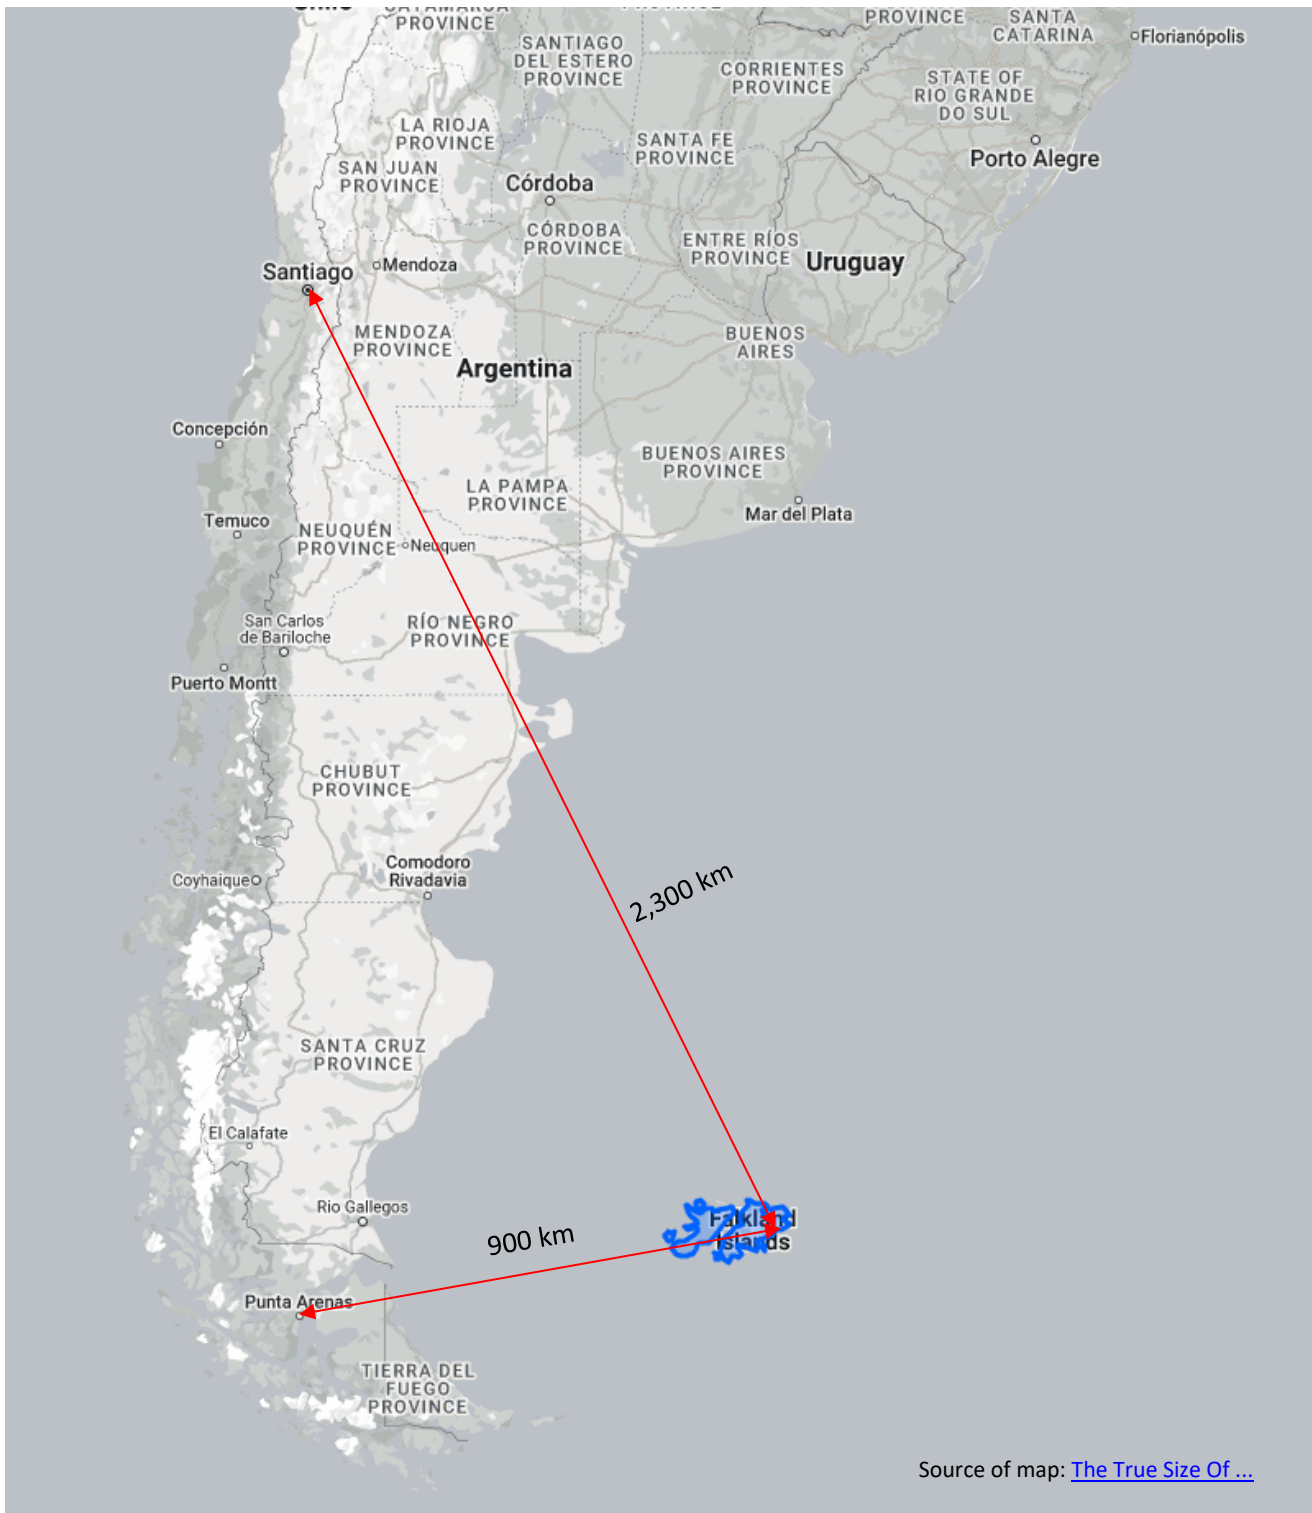 CATAMARCA
PROVINCE
PROVINCE
SANTA
CATARINA
Florianópolis
SANTIAGO
DEL ESTERO
PROVINCE
CORRIENTES
PROVINCE
STATE OF
RIO GRANDE
DO SUL
LA RIOJA
PROVINCE
SANTA FE
PROVINCE
Porto Alegre
SAN JUAN
PROVINCE
Córdoba
CÓRDOBA
PROVINCE
ENTRE RÍOS
PROVINCE
Uruguay
Santiago
Mendoza
MENDOZA
PROVINCE
BUENOS
AIRES
Argentina
Concepción
BUENOS AIRES
PROVINCE
LA PAMPA
PROVINCE
Mar del Plata
Temuco
NEUQUÉN
PROVINCE
Neuquen
San Carlos
de Bariloche
RÍO NEGRO
PROVINCE
Puerto Montt
CHUBUT
PROVINCE
Comodoro
Rivadavia
Coyhaique
2,300 km
SANTA CRUZ
PROVINCE
El Calafate
Rio Gallegos
Falkland
Islands
900 km
Punta Arenas
TIERRA DEL
FUEGO
PROVINCE
Source of map: The True Size Of ...